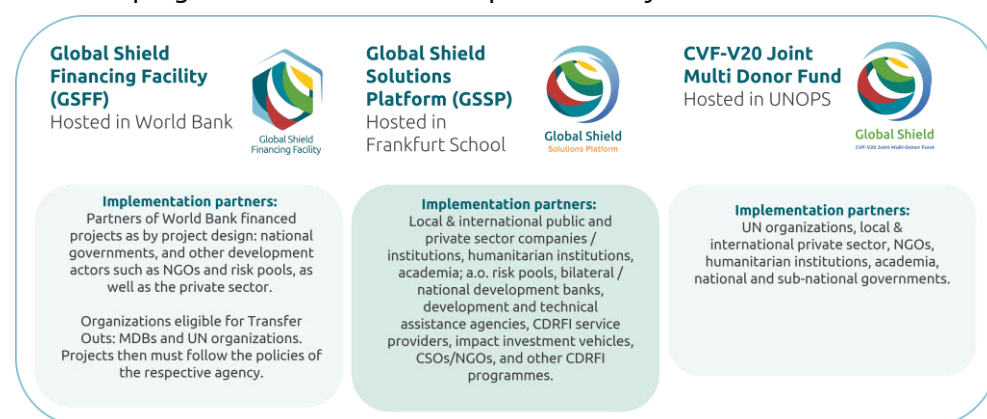 Global Shield
Financing Facility
(GSFF)
Hosted in World Bank
Global Shield
Financing Facility
Global Shield
Solutions
Platform (GSSP)
Hosted in
Frankfurt School
Global Shield
Solutions Platform
CVF-V20 Joint
Multi Donor Fund
Hosted in UNOPS
Global Shield
CVF-V20 Joint Multi-Donor Fund
Implementation partners:
Partners of World Bank financed
projects as by project design: national
governments, and other development
actors such as NGOs and risk pools, as
well as the private sector.
Organizations eligible for Transfer
Outs: MDBs and UN organizations.
Projects then must follow the policies of
the respective agency.
Implementation partners:
Local & international public and
private sector companies /
institutions, humanitarian institutions,
academia; a.o. risk pools, bilateral /
national development banks,
development and technical
assistance agencies, CDRFI service
providers, impact investment vehicles,
CSOs/NGOs, and other CDRFI
programmes.
Implementation partners:
UN organizations, local &
international private sector, NGOs,
humanitarian institutions, academia,
national and sub-national governments.